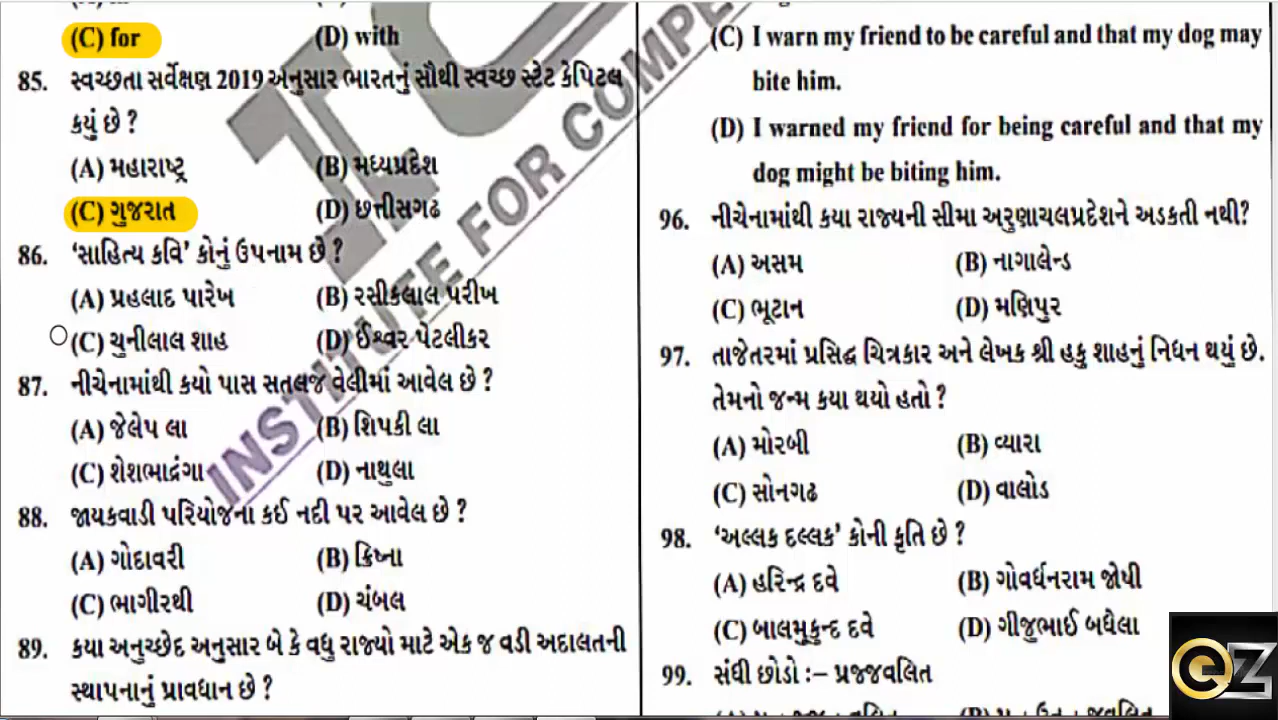 (C) for (D) with
85. સ્વચ્છતા સર્વેક્ષણ 2019 અનુસાર ભારતનું સૌથી સ્વચ્છ સ્ટેટ કેપિટલ
કયું છે ?
(A) મહારાષ્ટ્ર (B) મધ્યપ્રદેશ
(C) ગુજરાત (D) છત્તીસગઢ
86. ‘સાહિત્ય કવિ’ કોનું ઉપનામ છે ?
(A) પ્રહલાદ પારેખ (B) રસીકલાલ પરીખ
(C) ચુનીલાલ શાહ (D) ઈશ્વર પેટલીકર
87. નીચેનામાંથી કયો પાસ સતલજ વેલીમાં આવેલ છે ?
(A) જેલેપ લા (B) શિપકી લા
(C) શેશભાદ્રંગા (D) નાથુલા
88. જાયકવાડી પરિયોજના કઈ નદી પર આવેલ છે ?
(A) ગોદાવરી (B) ક્રિષ્ના
(C) ભાગીરથી (D) ચંબલ
89. કયા અનુચ્છેદ અનુસાર બે કે વધુ રાજ્યો માટે એક જ વડી અદાલતની
સ્થાપનાનું પ્રાવધાન છે ?
(C) I warn my friend to be careful and that my dog may
bite him.
(D) I warned my friend for being careful and that my
dog might be biting him.
96. નીચેનામાંથી કયા રાજ્યની સીમા અરુણાચલપ્રદેશને અડકતી નથી?
(A) અસમ (B) નાગાલેન્ડ
(C) ભૂટાન (D) મણિપુર
97. તાજેતરમાં પ્રસિદ્ધ ચિત્રકાર અને લેખક શ્રી હકુ શાહનું નિધન થયું છે.
તેમનો જન્મ કયા થયો હતો ?
(A) મોરબી (B) વ્યારા
(C) સોનગઢ (D) વાલોડ
98. ‘અલ્લક દલ્લક’ કોની કૃતિ છે ?
(A) હરિન્દ્ર દવે (B) ગોવર્ધનરામ જોષી
(C) બાલમુકુન્દ દવે (D) ગીજુભાઈ બધેલા
99. સંધી છોડો :– પ્રજ્જવલિત
INSTITUTE FOR COMPE
eZ